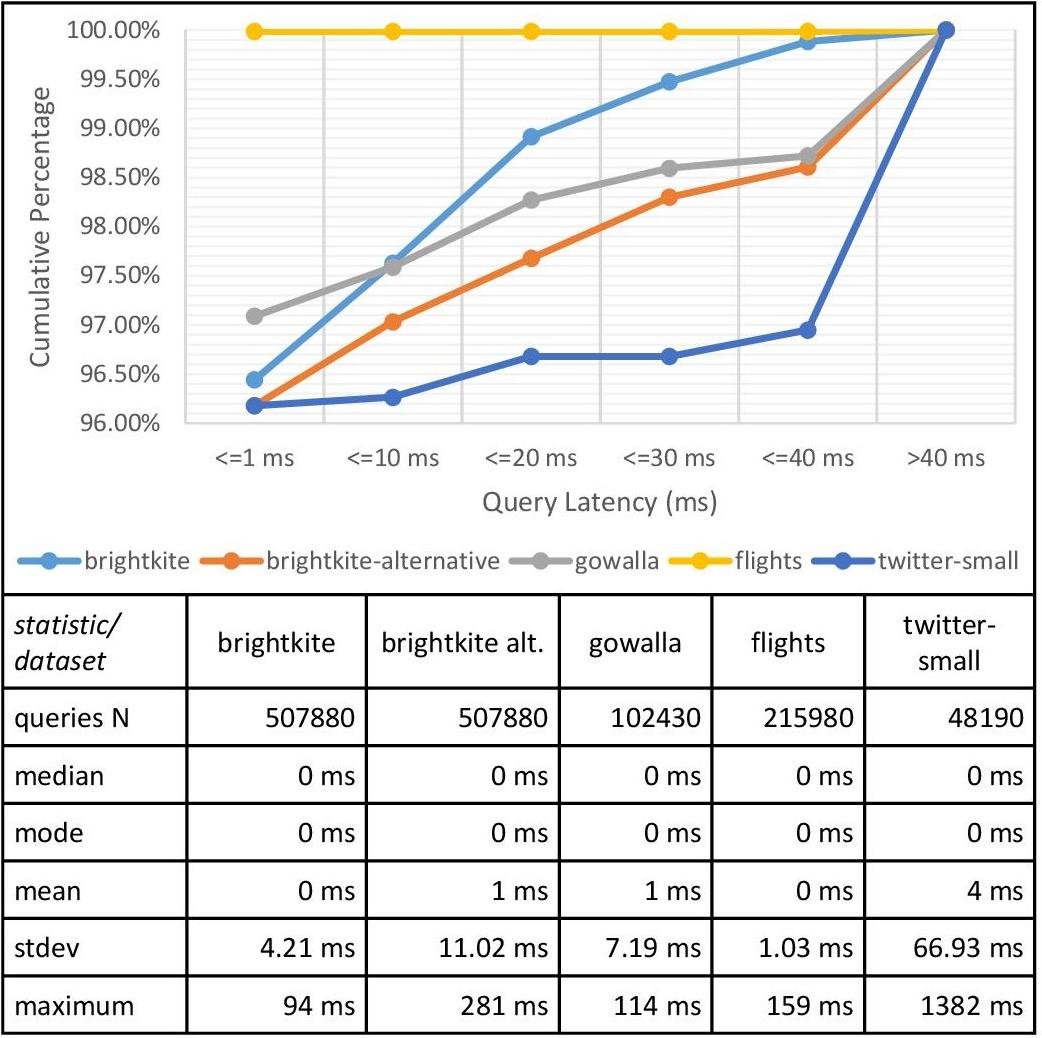 100.00%
99.50%
99.00%
98.50%
98.00%
97.50%
97.00%
96.50%
96.00%
Cumulative Percentage
<=1 ms <=10 ms <=20 ms <=30 ms <=40 ms >40 ms
Query Latency (ms)
brightkite brightkite-alternative gowalla flights twitter-small
statistic/ dataset brightkite brightkite alt. gowalla flights twitter-small
queries N 507880 507880 102430 215980 48190
median 0 ms 0 ms 0 ms 0 ms 0 ms
mode 0 ms 0 ms 0 ms 0 ms 0 ms
mean 0 ms 1 ms 1 ms 0 ms 4 ms
stdev 4.21 ms 11.02 ms 7.19 ms 1.03 ms 66.93 ms
maximum 94 ms 281 ms 114 ms 159 ms 1382 ms